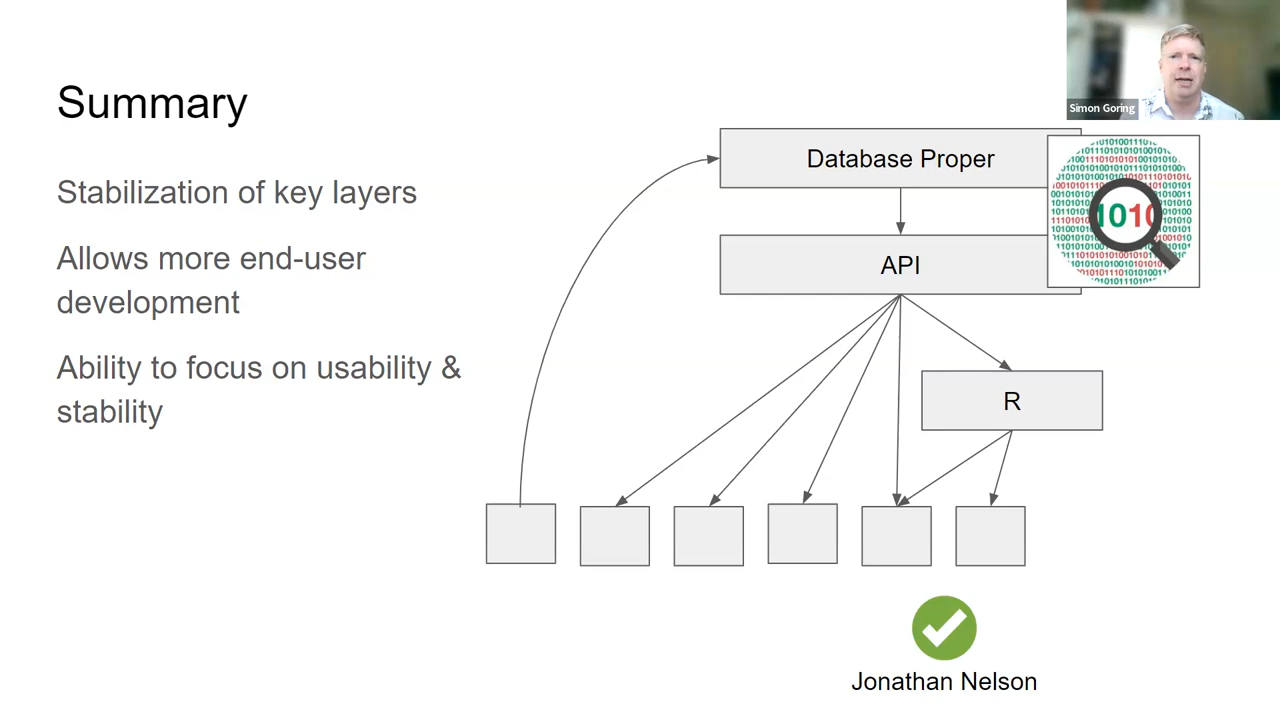 Simon Goring
Summary
Stabilization of key layers
Allows more end-user
development
Ability to focus on usability &
stability
Database Proper
API
1010
R
Jonathan Nelson